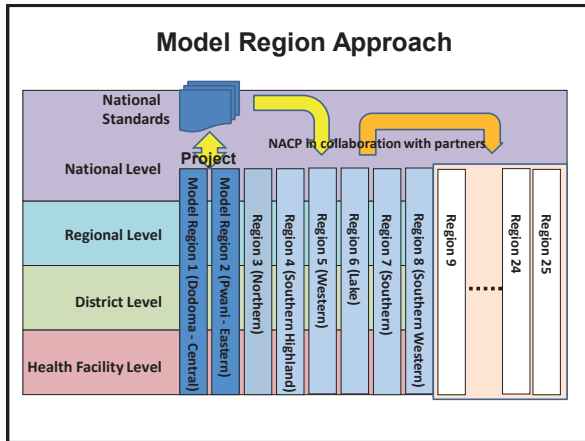 Model Region Approach
National
Standards
NACP in collaboration with partners
Project
National Level
Regional Level
District Level
Health Facility Level
Model Region 1 (Dodoma - Central)
Model Region 2 (Pwani - Eastern)
Region 3 (Northern)
Region 4 (Southern Highland)
Region 5 (Western)
Region 6 (Lake)
Region 7 (Southern)
Region 8 (Southern Western)
Region 9
......
Region 24
Region 25